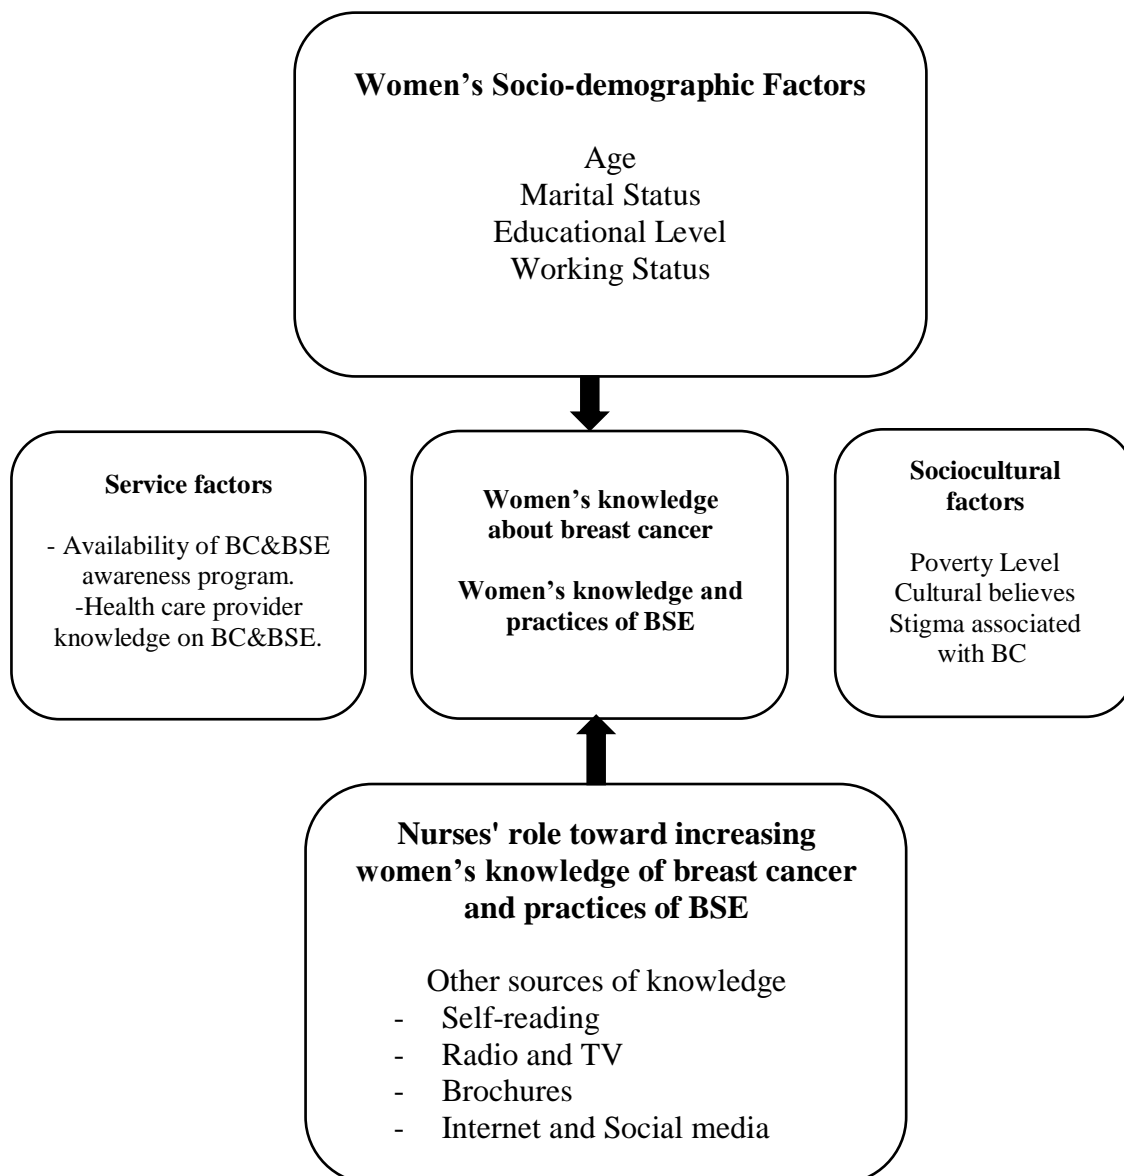 Women’s Socio-demographic Factors
Age
Marital Status
Educational Level
Working Status
Service factors
- Availability of BC&BSE
awareness program.
-Health care provider
knowledge on BC&BSE.
Women’s knowledge
about breast cancer
Women’s knowledge and
practices of BSE
Sociocultural
factors
Poverty Level
Cultural believes
Stigma associated
with BC
Nurses' role toward increasing
women’s knowledge of breast cancer
and practices of BSE
Other sources of knowledge
- Self-reading
- Radio and TV
- Brochures
- Internet and Social media